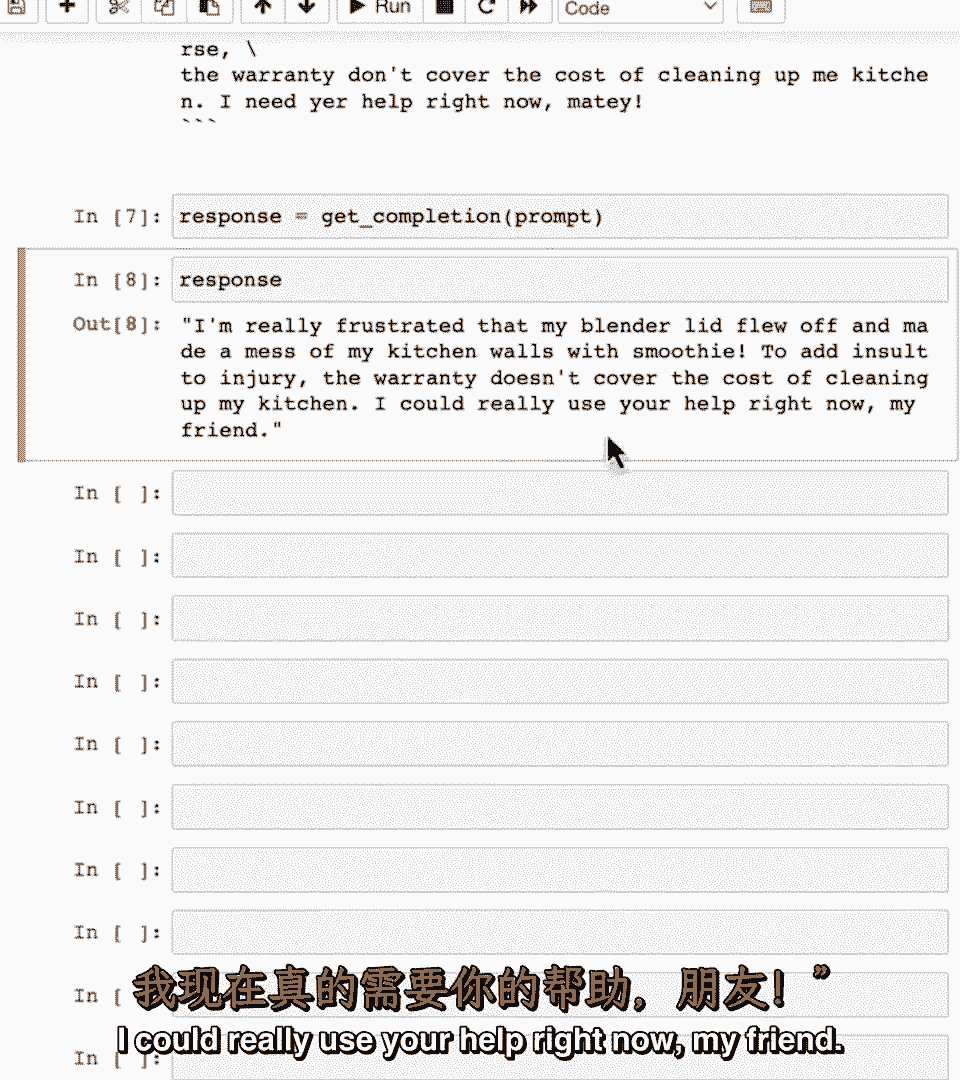 Run
Code
rse, \
the warranty don't cover the cost of cleaning up me kitche
n. I need yer help right now, matey!
```
In [7]: response = get_completion(prompt)
In [8]: response
Out[8]: "I'm really frustrated that my blender lid flew off and ma
de a mess of my kitchen walls with smoothie! To add insult
to injury, the warranty doesn't cover the cost of cleaning
up my kitchen. I could really use your help right now, my
friend."
In [ ]:
In [ ]:
In [ ]:
In [ ]:
In [ ]:
In [ ]:
In [ ]:
In [ ]:
In [
我现在真的需要你的帮助，朋友！”
I could really use your help right now, my friend.
In [ ]: